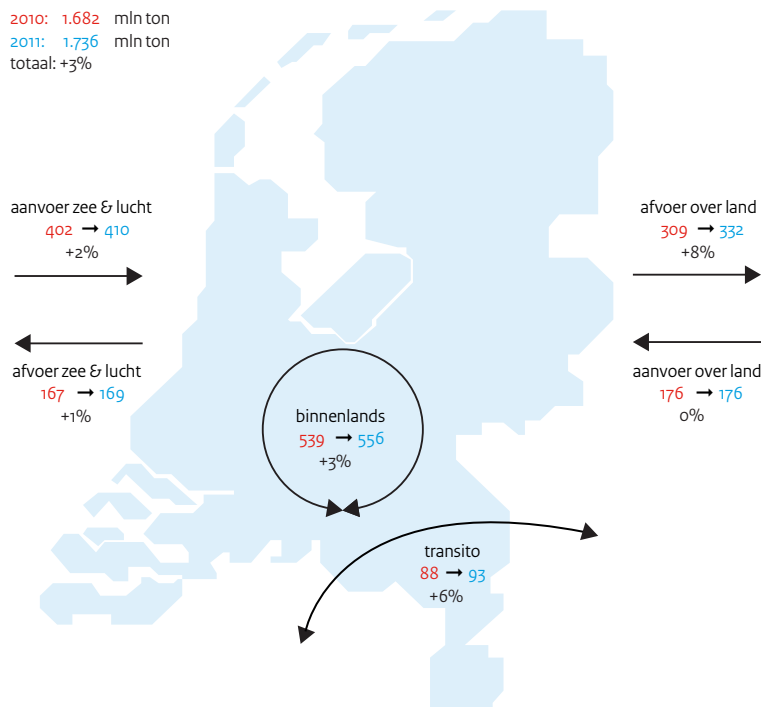 2010: 1.682 mln ton
2011: 1.736 mln ton
totaal: +3%
aanvoer zee & lucht
402 → 410
+2%
afvoer over land
309 → 332
+8%
afvoer zee & lucht
167 → 169
+1%
aanvoer over land
176 → 176
0%
binnenlands
539 → 556
+3%
transito
88 → 93
+6%